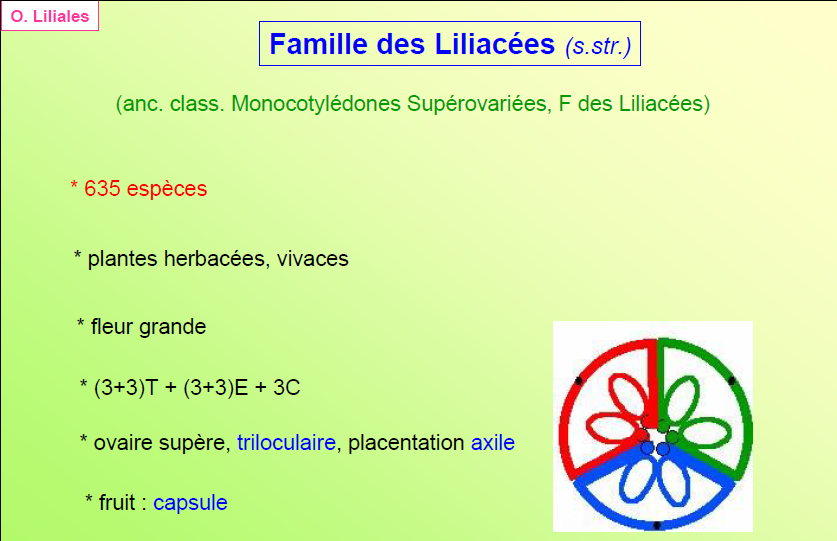 O. Liliales
Famille des Liliacées (s.str.)
(anc. class. Monocotylédones Supérovariées, F des Liliacées)
* 635 espèces
* plantes herbacées, vivaces
* fleur grande
* (3+3)T + (3+3)E + 3C
* ovaire supère, triloculaire, placentation axile
* fruit : capsule